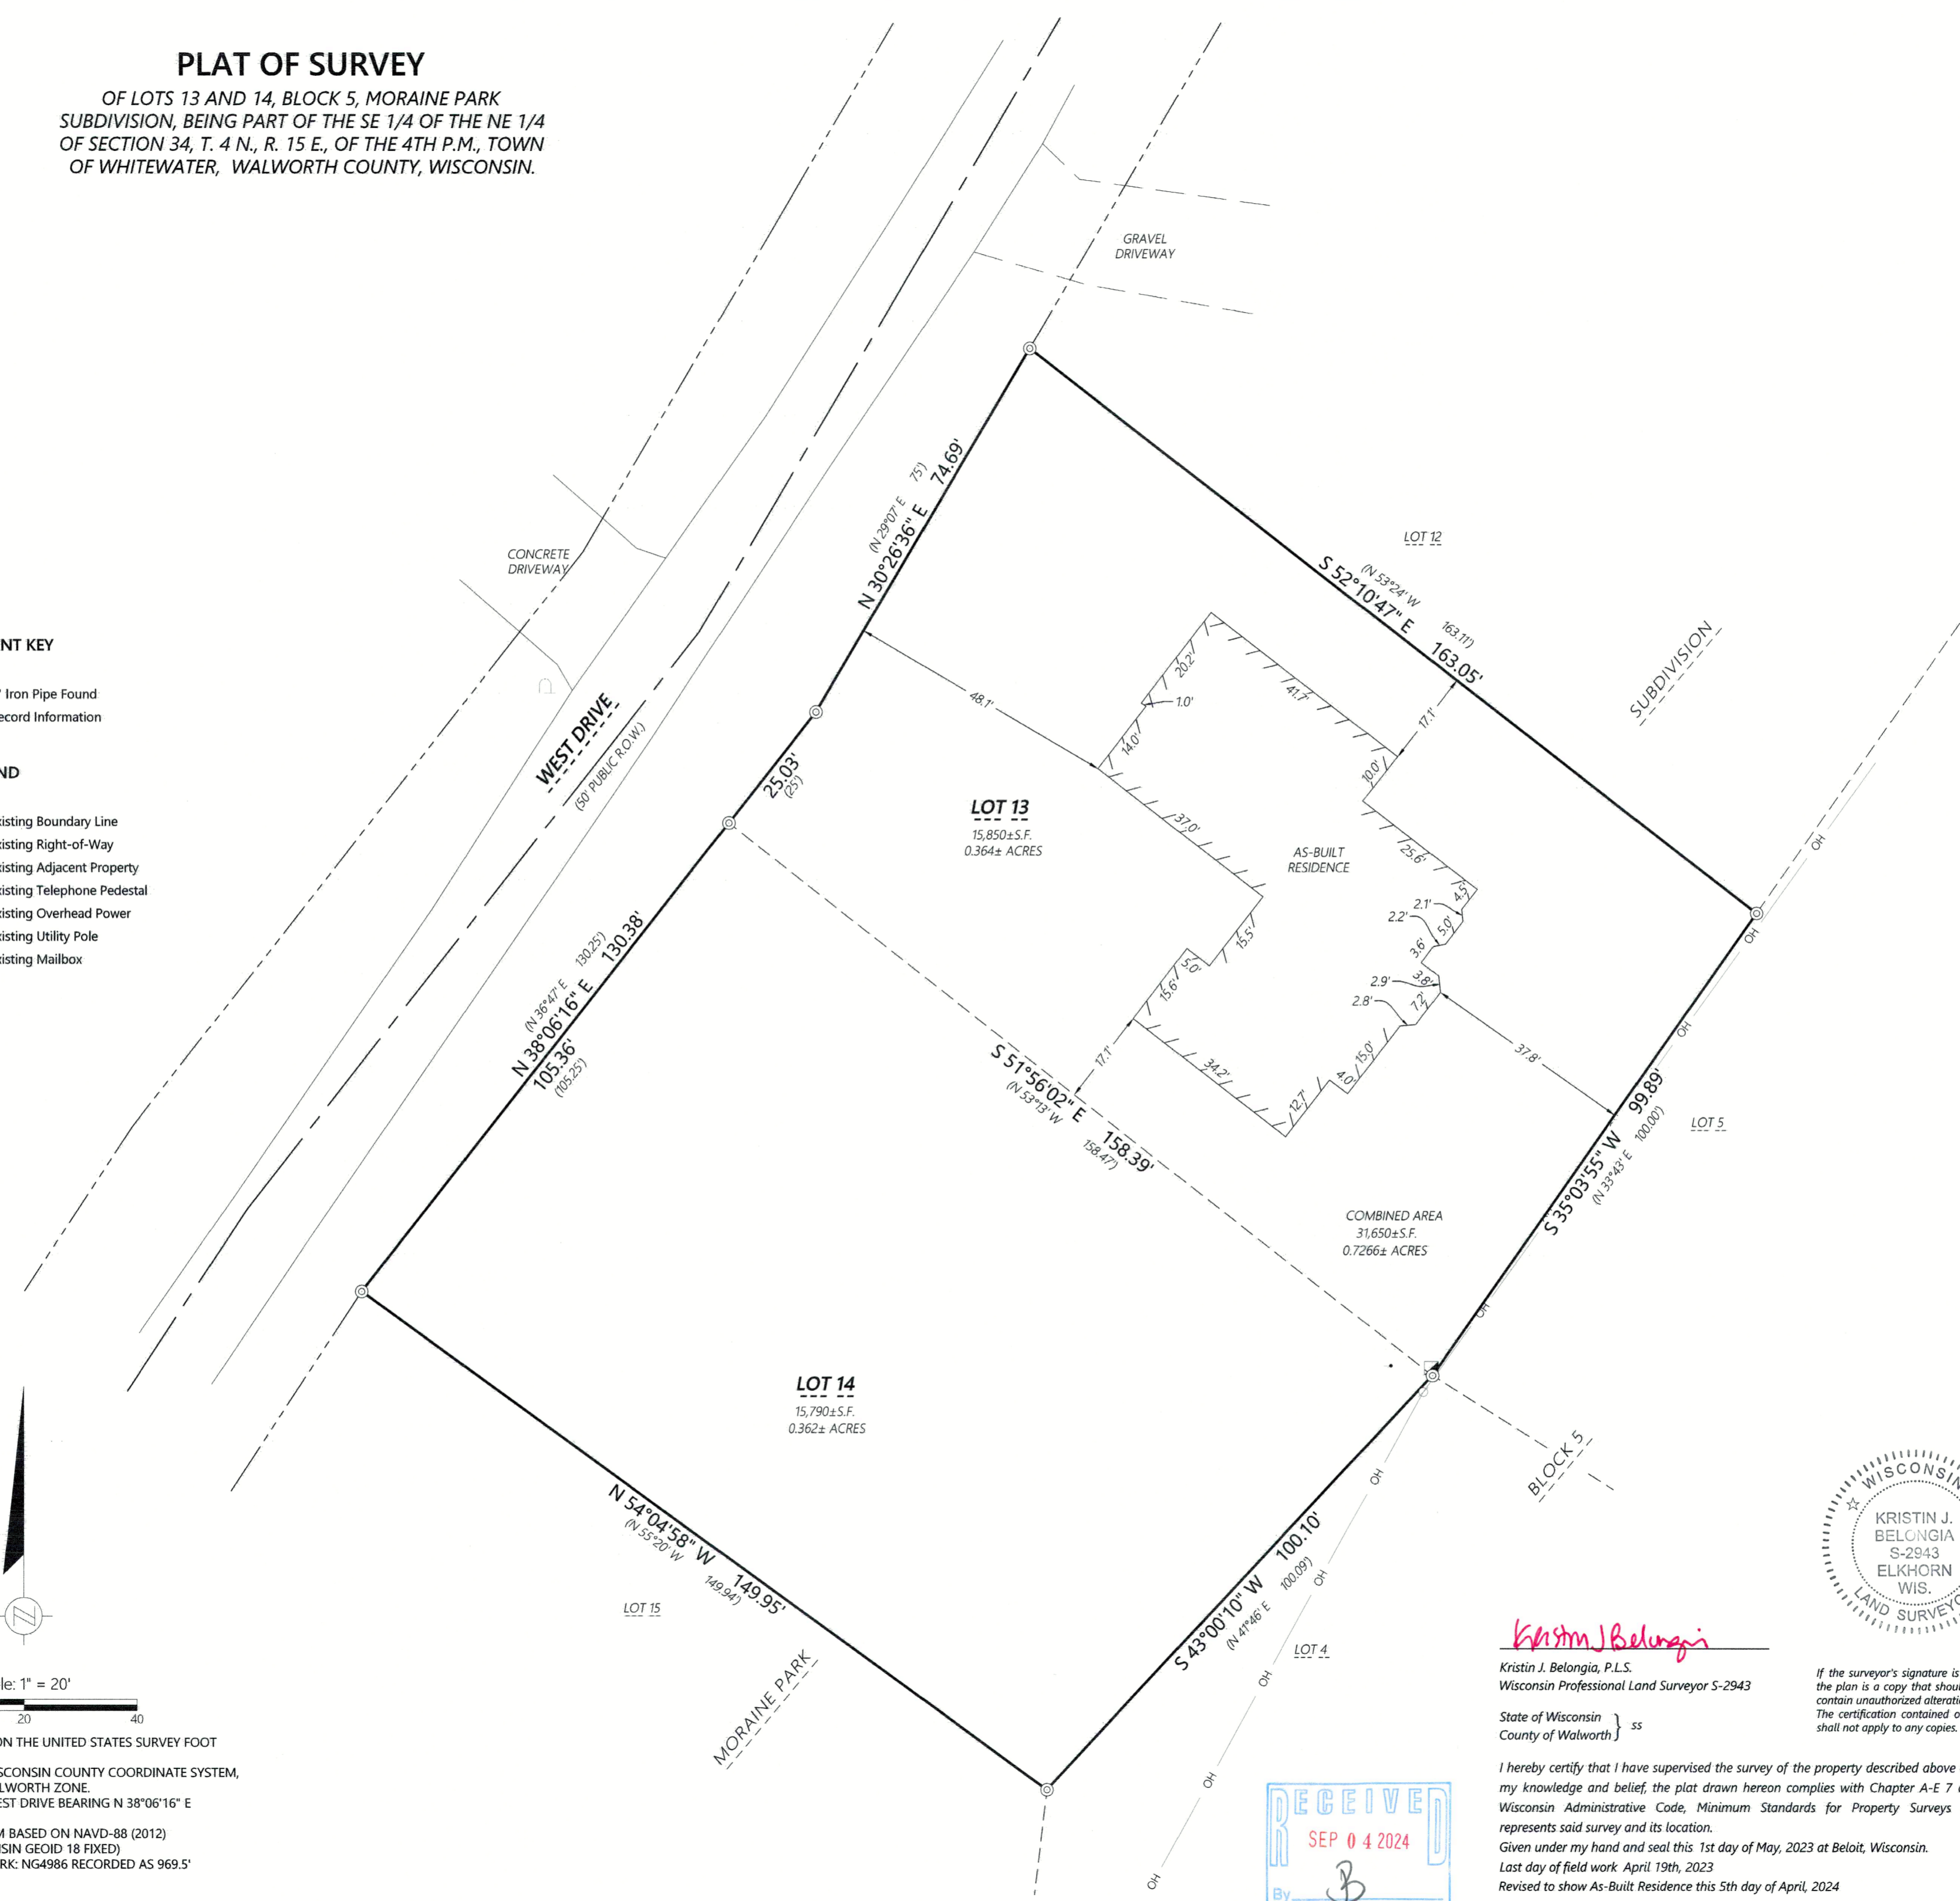 PLAT OF SURVEY
OF LOTS 13 AND 14, BLOCK 5, MORAINE PARK
SUBDIVISION, BEING PART OF THE SE 1/4 OF THE NE 1/4
OF SECTION 34, T. 4 N., R. 15 E., OF THE 4TH P.M., TOWN
OF WHITEWATER, WALWORTH COUNTY, WISCONSIN.
GRAVEL
DRIVEWAY
CONCRETE
DRIVEWAY
WEST DRIVE
(50' PUBLIC R.O.W.)
(N 29°07' E 75')
N 30°26'36" E 74.69'
25.03'
(25')
(N 36°47' E 130.25')
N 38°06'16" E 130.38'
105.36'
(105.25')
LOT 12
(N 53°24' W 163.11')
S 52°10'47" E 163.05'
SUBDIVISION
48.1'
20.2'
1.0'
14.0'
41.7'
17.1'
10.0'
37.0'
25.6'
4.5'
2.1'
2.2'
5.0'
3.6'
3.8'
2.9'
2.8'
7.2'
15.5'
5.0'
15.6'
17.1'
34.2'
12.7'
4.0'
15.0'
37.8'
LOT 13
15,850±S.F.
0.364± ACRES
AS-BUILT
RESIDENCE
S 51°56'02" E 158.39'
(N 53°13' W 158.47')
COMBINED AREA
31,650±S.F.
0.7266± ACRES
S 35°03'55" W 99.89'
(N 33°43' E 100.00')
LOT 5
OH
OH
OH
OH
LOT 14
15,790±S.F.
0.362± ACRES
N 54°04'58" W 149.95'
(N 55°20' W 149.94')
LOT 15
MORAINE PARK
S 43°00'10" W 100.10'
(N 41°46' E 100.09')
LOT 4
BLOCK 5
OH
OH
OH
OH
OH
NT KEY
Iron Pipe Found
ecord Information
ND
xisting Boundary Line
xisting Right-of-Way
xisting Adjacent Property
xisting Telephone Pedestal
xisting Overhead Power
xisting Utility Pole
xisting Mailbox
N
le: 1" = 20'
20 40
ON THE UNITED STATES SURVEY FOOT
SCONSIN COUNTY COORDINATE SYSTEM,
LWORTH ZONE.
EST DRIVE BEARING N 38°06'16" E
M BASED ON NAVD-88 (2012)
NSIN GEOID 18 FIXED)
RK: NG4986 RECORDED AS 969.5'
RECEIVED
SEP 04 2024
By B
WISCONSIN
KRISTIN J.
BELONGIA
S-2943
ELKHORN
WIS.
LAND SURVEYO
Kristin J Belongia
Kristin J. Belongia, P.L.S.
Wisconsin Professional Land Surveyor S-2943
State of Wisconsin
County of Walworth } ss
If the surveyor's signature is
the plan is a copy that shou
contain unauthorized alterati
The certification contained o
shall not apply to any copies.
I hereby certify that I have supervised the survey of the property described above
my knowledge and belief, the plat drawn hereon complies with Chapter A-E 7
Wisconsin Administrative Code, Minimum Standards for Property Surveys
represents said survey and its location.
Given under my hand and seal this 1st day of May, 2023 at Beloit, Wisconsin.
Last day of field work April 19th, 2023
Revised to show As-Built Residence this 5th day of April, 2024